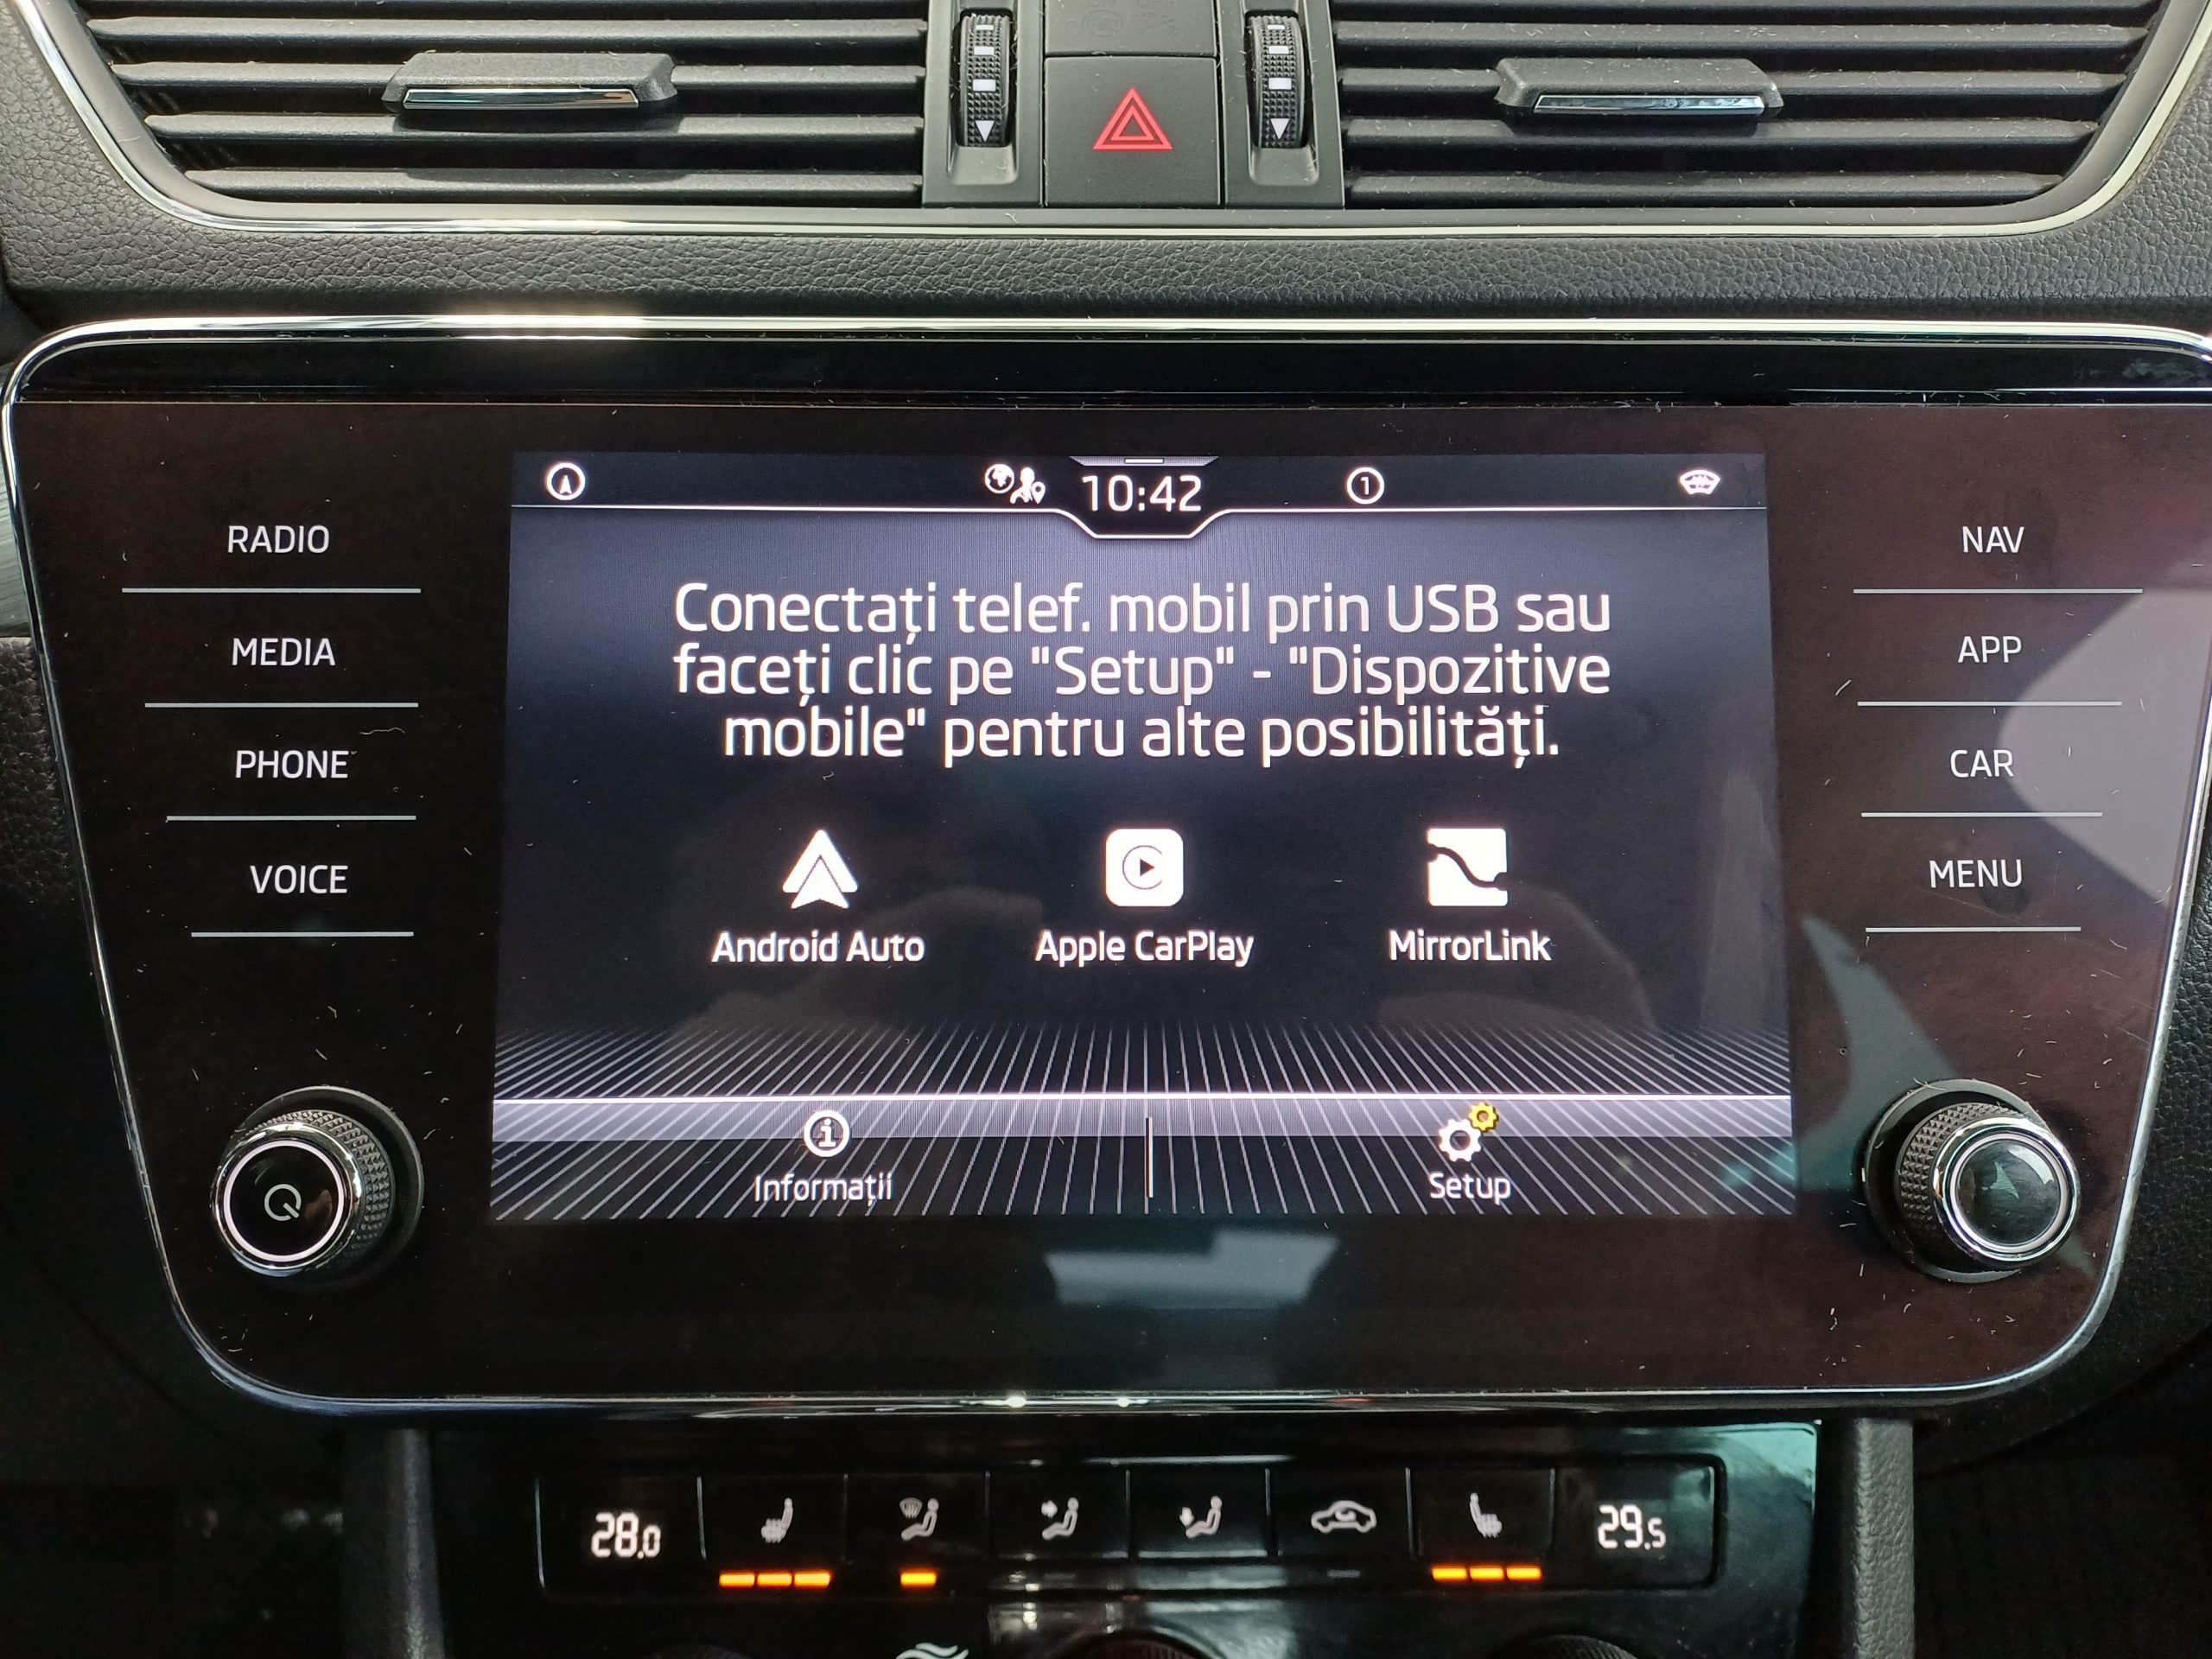 10:42
1
RADIO
MEDIA
PHONE
VOICE
Conectați telef. mobil prin USB sau
faceți clic pe "Setup" - "Dispozitive
mobile" pentru alte posibilități.
Android Auto
Apple CarPlay
MirrorLink
Informații
Setup
NAV
APP
CAR
MENU
28.0
29.5